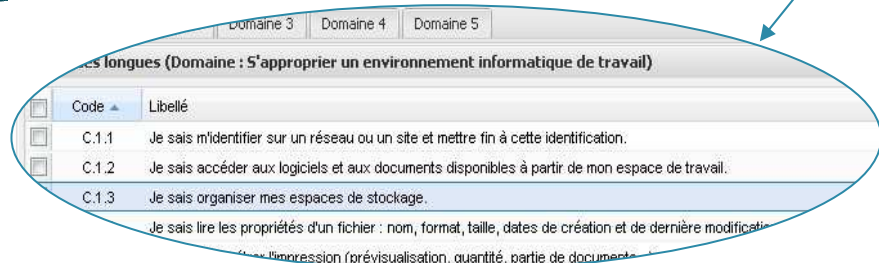 Domaine 3 Domaine 4 Domaine 5
longues (Domaine : S'approprier un environnement informatique de travail)
Code Libellé
C.1.1 Je sais m'identifier sur un réseau ou un site et mettre fin à cette identification.
C.1.2 Je sais accéder aux logiciels et aux documents disponibles à partir de mon espace de travail.
C.1.3 Je sais organiser mes espaces de stockage.
Je sais lire les propriétés d'un fichier : nom, format, taille, dates de création et de dernière
l'impression (prévisualisation, quantité, partie de